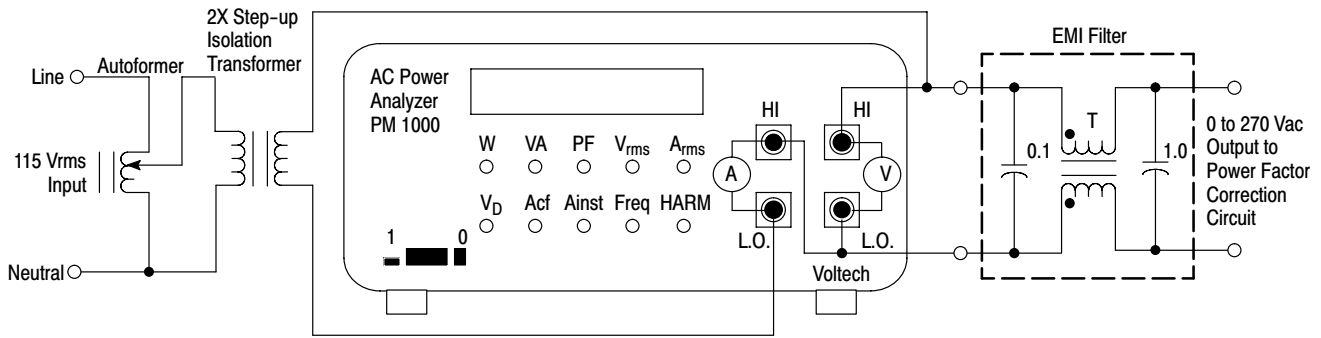 2X Step-up
Isolation
Transformer
Autoformer
Line
115 Vrms
Input
Neutral
AC Power
Analyzer
PM 1000
W VA PF Vrms Arms
VD Acf Ainst Freq HARM
1 0
HI
HI
A
V
L.O.
L.O.
Voltech
EMI Filter
0.1
T
1.0
0 to 270 Vac
Output to
Power Factor
Correction
Circuit